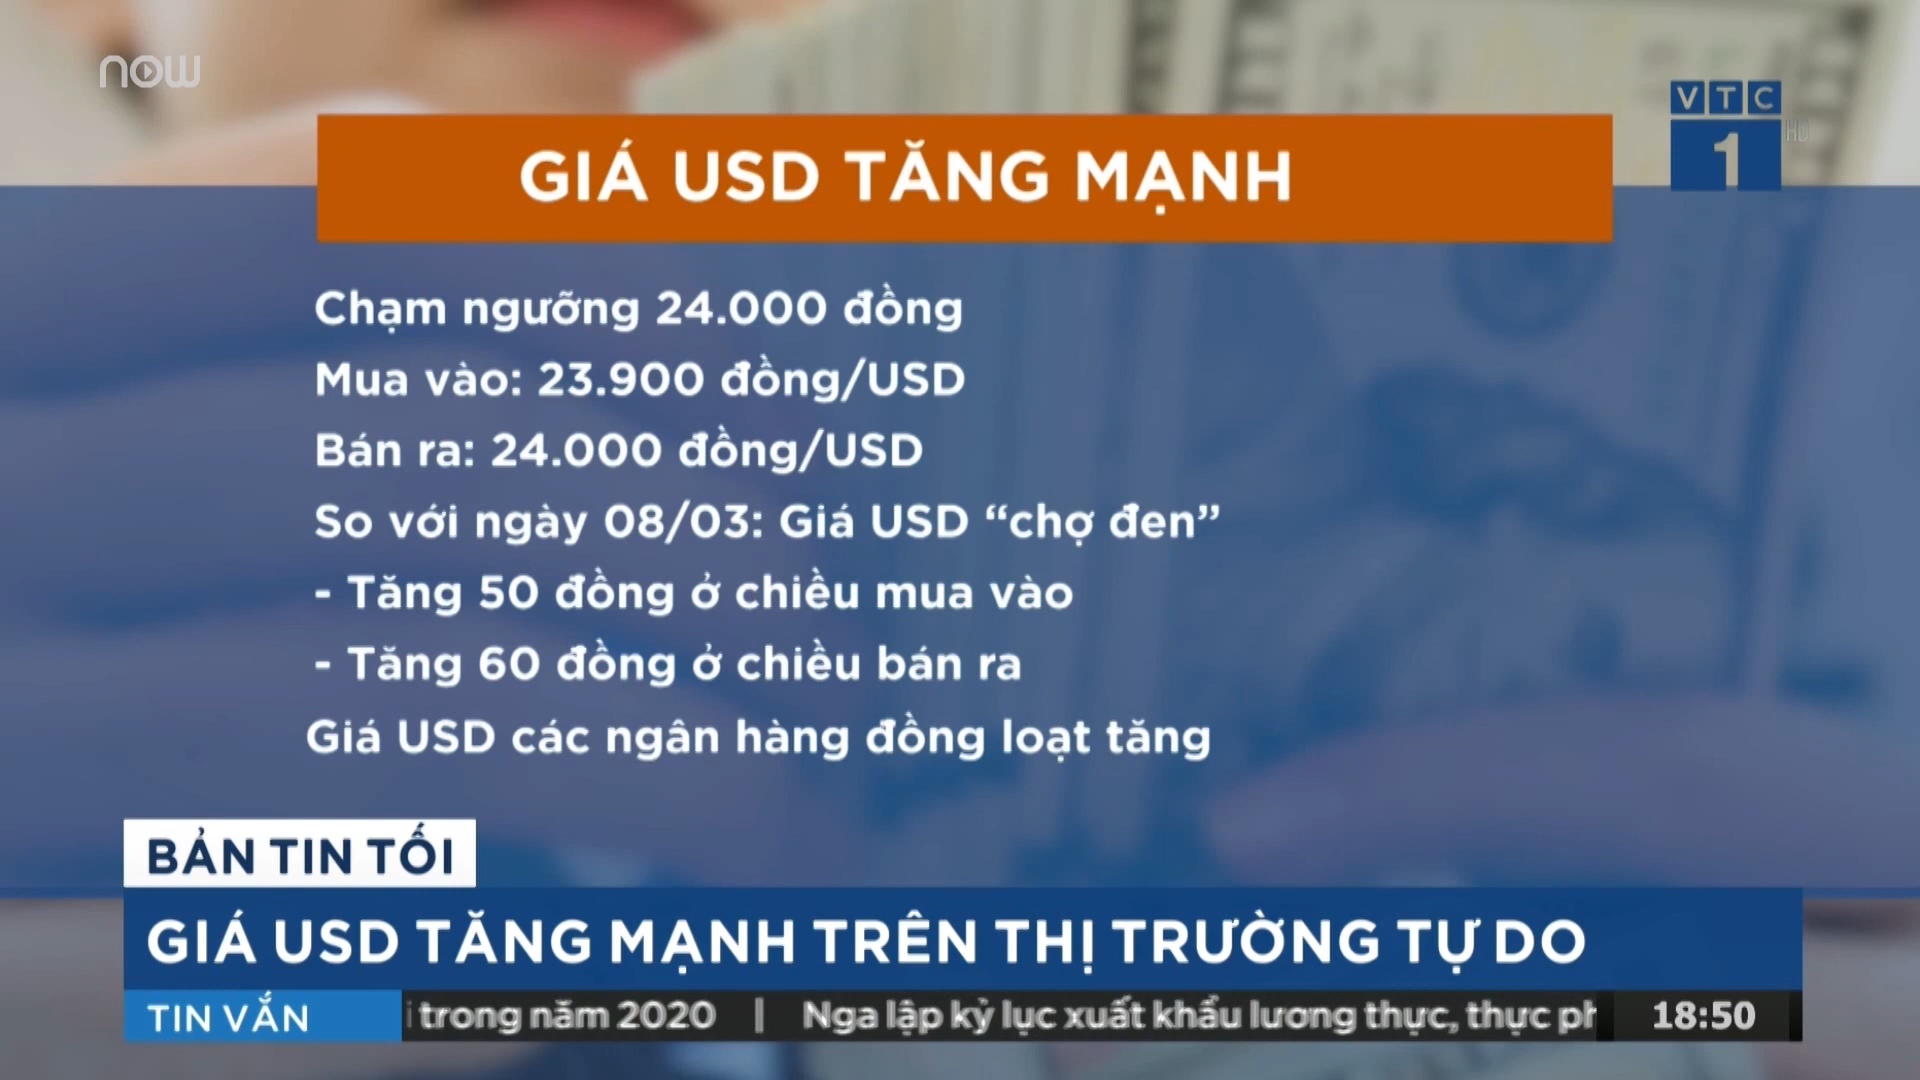 now
VTC
1
HD
GIÁ USD TĂNG MẠNH
Chạm ngưỡng 24.000 đồng
Mua vào: 23.900 đồng/USD
Bán ra: 24.000 đồng/USD
So với ngày 08/03: Giá USD “chợ đen”
- Tăng 50 đồng ở chiều mua vào
- Tăng 60 đồng ở chiều bán ra
Giá USD các ngân hàng đồng loạt tăng
BẢN TIN TỐI
GIÁ USD TĂNG MẠNH TRÊN THỊ TRƯỜNG TỰ DO
TIN VẮN
trong năm 2020 | Nga lập kỷ lục xuất khẩu lương thực, thực
18:50